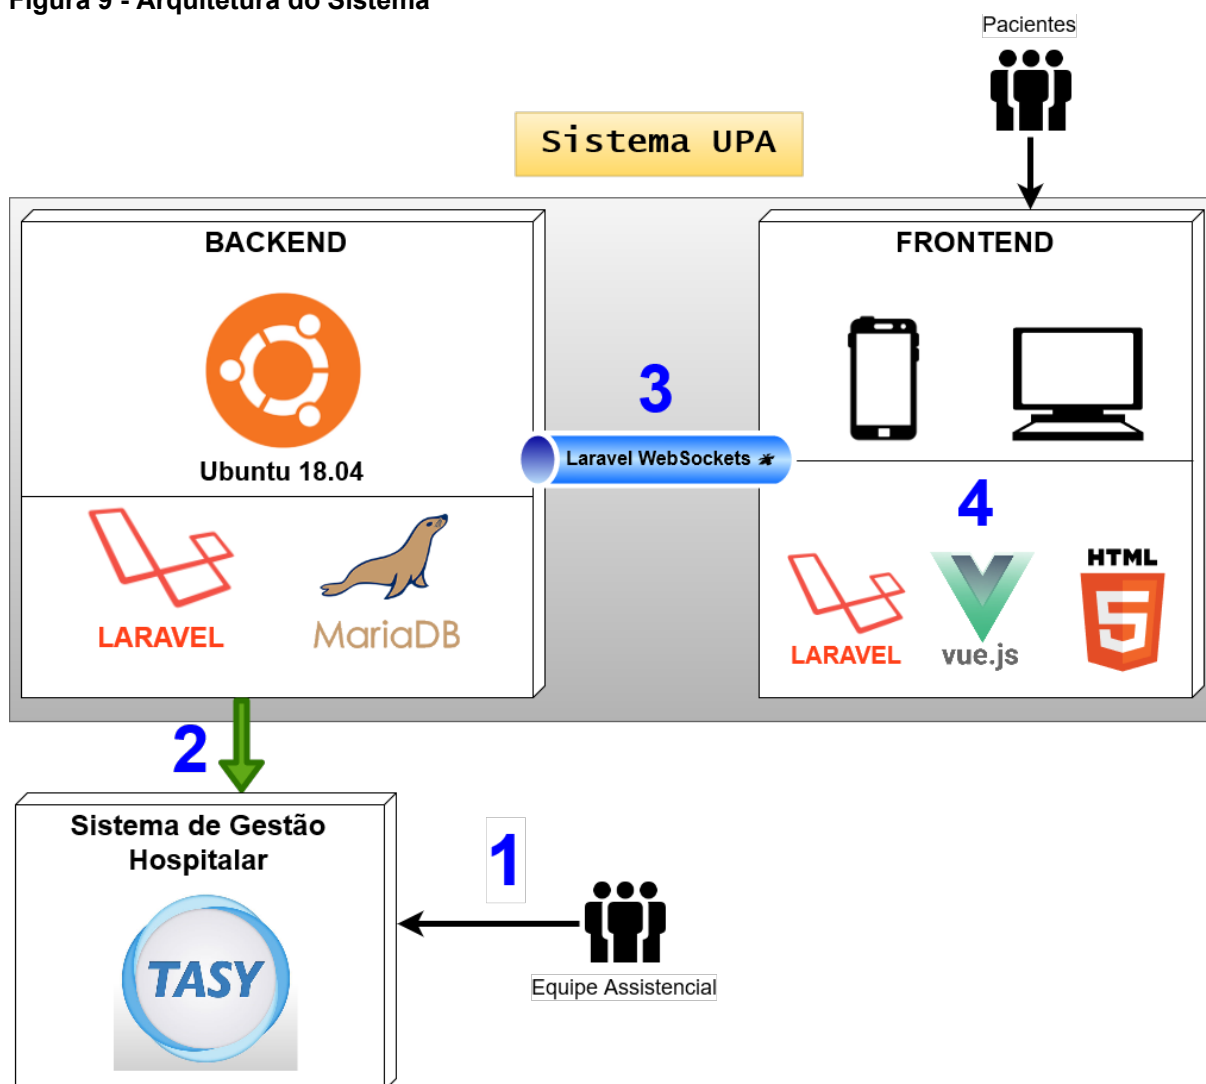 Figura 9 - Arquitetura do Sistema
Pacientes
Sistema UPA
BACKEND
Ubuntu 18.04
LARAVEL
MariaDB
3
Laravel WebSockets
FRONTEND
4
LARAVEL
vue.js
HTML
5
2
Sistema de Gestão
Hospitalar
TASY
1
Equipe Assistencial